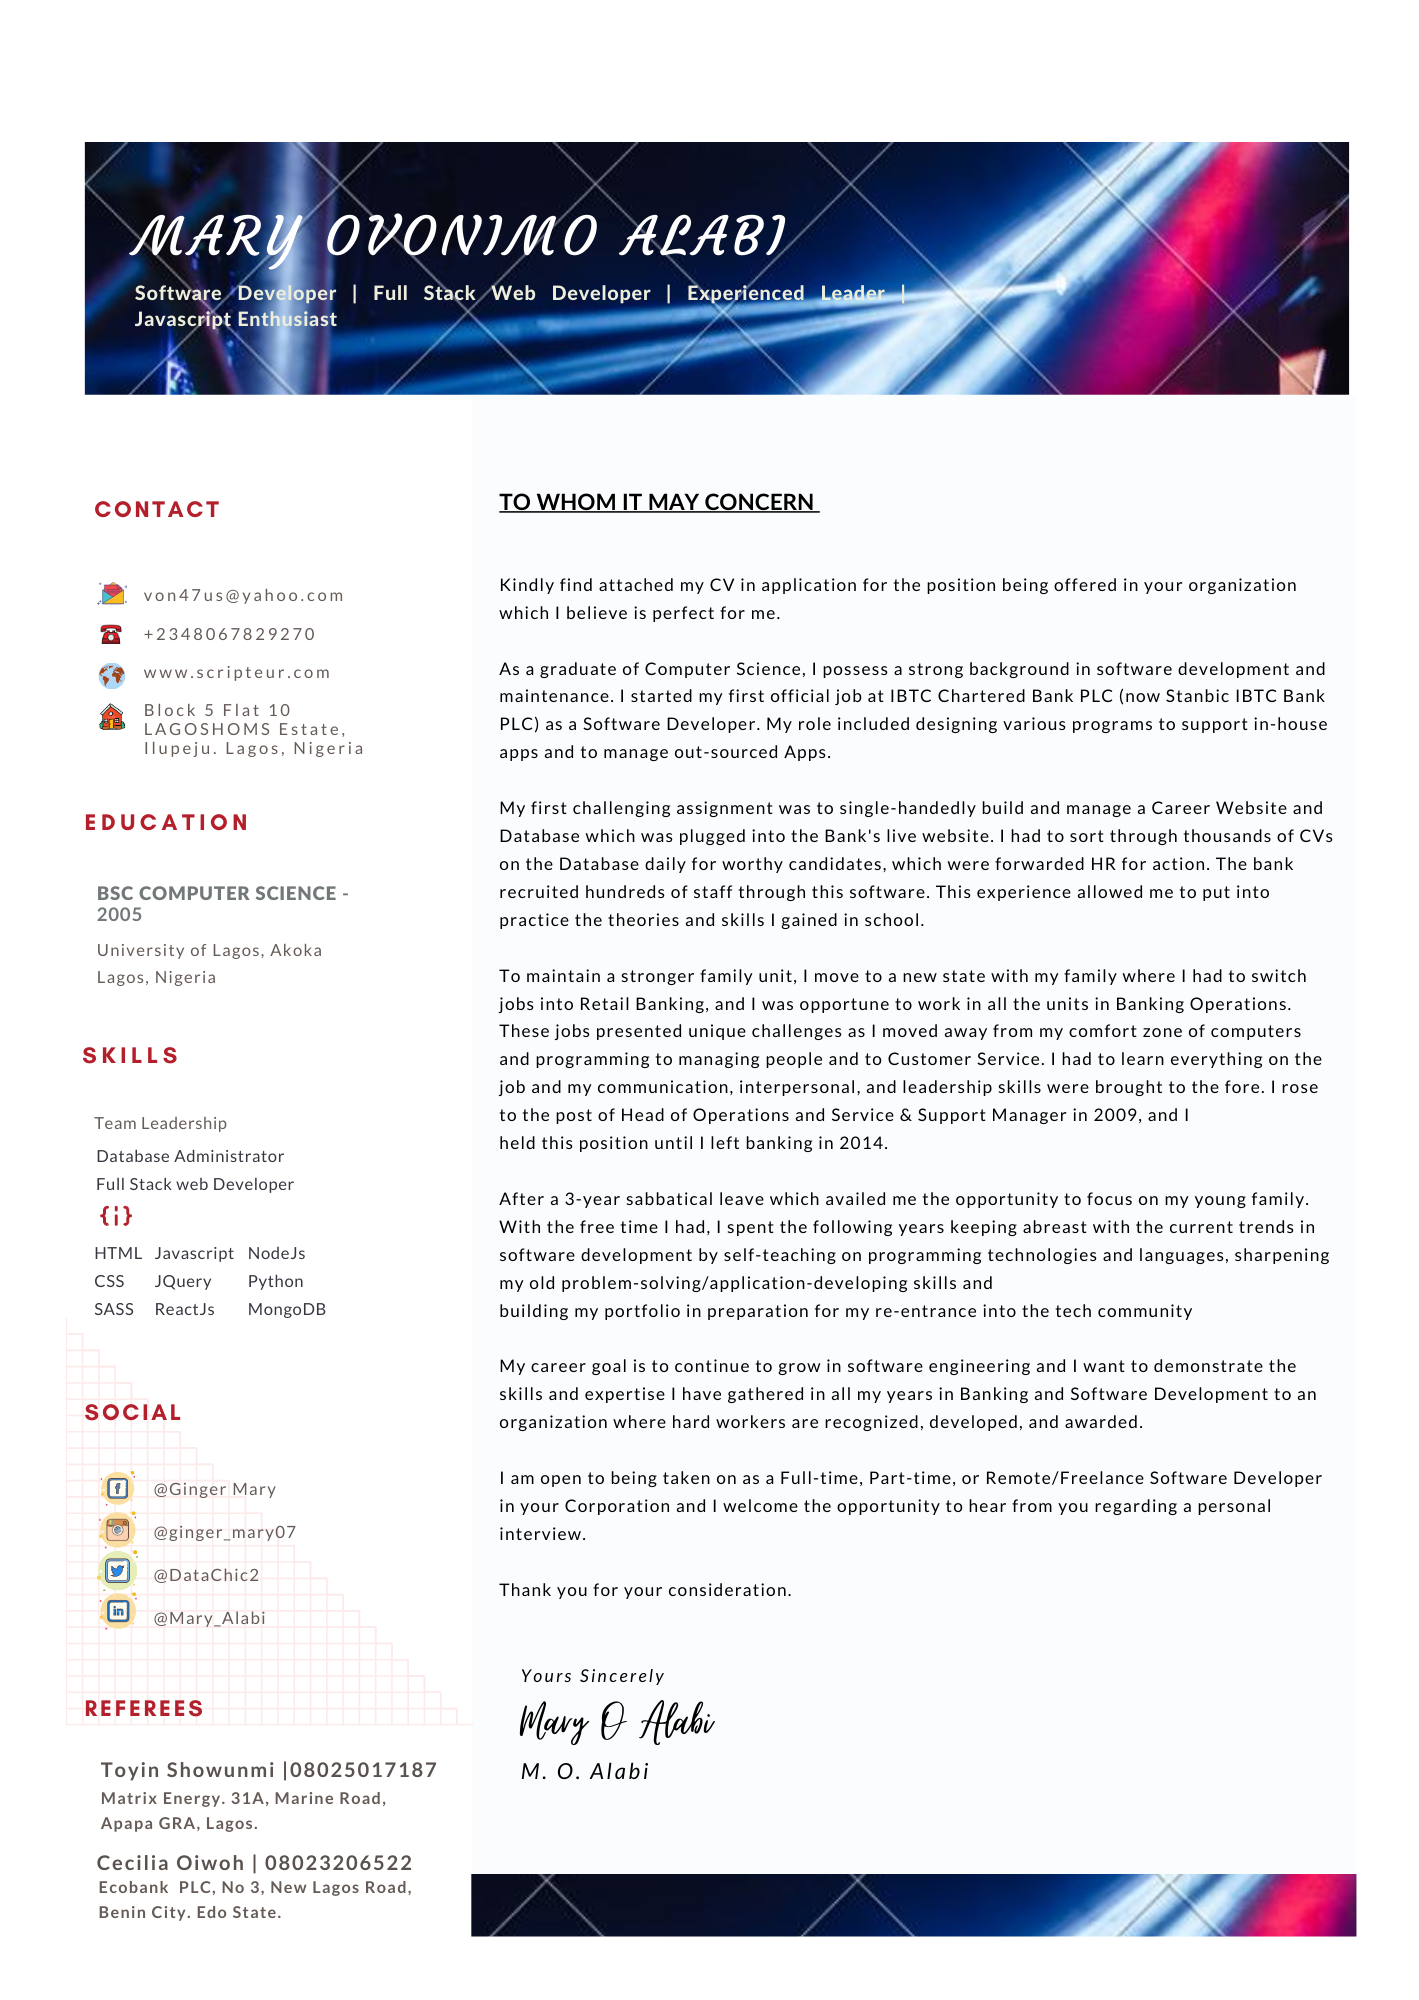 MARY OVONIMO ALABI
Software Developer | Full Stack Web Developer | Experienced Leader |
Javascript Enthusiast
CONTACT
von47us@yahoo.com
+2348067829270
www.scripteur.com
Block 5 Flat 10
LAGOSHOMS Estate,
Ilupeju. Lagos, Nigeria
EDUCATION
BSC COMPUTER SCIENCE -
2005
University of Lagos, Akoka
Lagos, Nigeria
SKILLS
Team Leadership
Database Administrator
Full Stack web Developer
{¦}
HTML Javascript NodeJs
CSS JQuery Python
SASS ReactJs MongoDB
SOCIAL
@Ginger Mary
@ginger_mary07
@DataChic2
@Mary_Alabi
REFEREES
Toyin Showunmi |08025017187
Matrix Energy. 31A, Marine Road,
Apapa GRA, Lagos.
Cecilia Oiwoh | 08023206522
Ecobank PLC, No 3, New Lagos Road,
Benin City. Edo State.
TO WHOM IT MAY CONCERN
Kindly find attached my CV in application for the position being offered in your organization
which I believe is perfect for me.
As a graduate of Computer Science, I possess a strong background in software development and
maintenance. I started my first official job at IBTC Chartered Bank PLC (now Stanbic IBTC Bank
PLC) as a Software Developer. My role included designing various programs to support in-house
apps and to manage out-sourced Apps.
My first challenging assignment was to single-handedly build and manage a Career Website and
Database which was plugged into the Bank's live website. I had to sort through thousands of CVs
on the Database daily for worthy candidates, which were forwarded HR for action. The bank
recruited hundreds of staff through this software. This experience allowed me to put into
practice the theories and skills I gained in school.
To maintain a stronger family unit, I move to a new state with my family where I had to switch
jobs into Retail Banking, and I was opportune to work in all the units in Banking Operations.
These jobs presented unique challenges as I moved away from my comfort zone of computers
and programming to managing people and to Customer Service. I had to learn everything on the
job and my communication, interpersonal, and leadership skills were brought to the fore. I rose
to the post of Head of Operations and Service & Support Manager in 2009, and I
held this position until I left banking in 2014.
After a 3-year sabbatical leave which availed me the opportunity to focus on my young family.
With the free time I had, I spent the following years keeping abreast with the current trends in
software development by self-teaching on programming technologies and languages, sharpening
my old problem-solving/application-developing skills and
building my portfolio in preparation for my re-entrance into the tech community
My career goal is to continue to grow in software engineering and I want to demonstrate the
skills and expertise I have gathered in all my years in Banking and Software Development to an
organization where hard workers are recognized, developed, and awarded.
I am open to being taken on as a Full-time, Part-time, or Remote/Freelance Software Developer
in your Corporation and I welcome the opportunity to hear from you regarding a personal
interview.
Thank you for your consideration.
Yours Sincerely
Mary O Alabi
M. O. Alabi